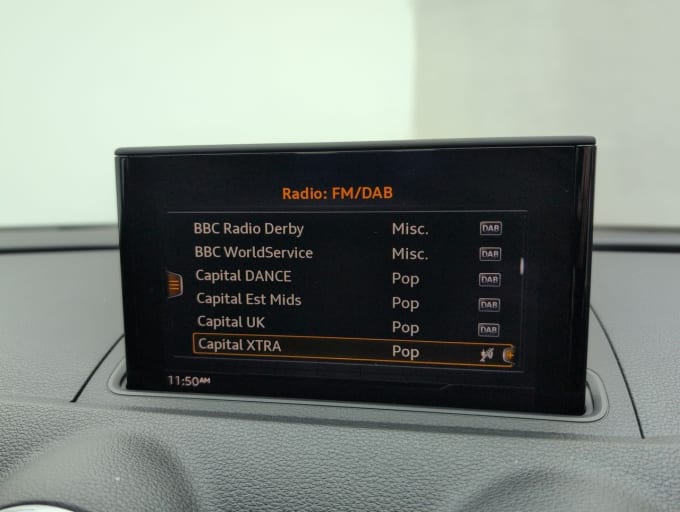 Radio: FM/DAB
BBC Radio Derby Misc. DAB
BBC WorldService Misc. DAB
Capital DANCE Pop DAB
Capital Est Mids Pop DAB
Capital UK Pop DAB
Capital XTRA Pop
11:50AM